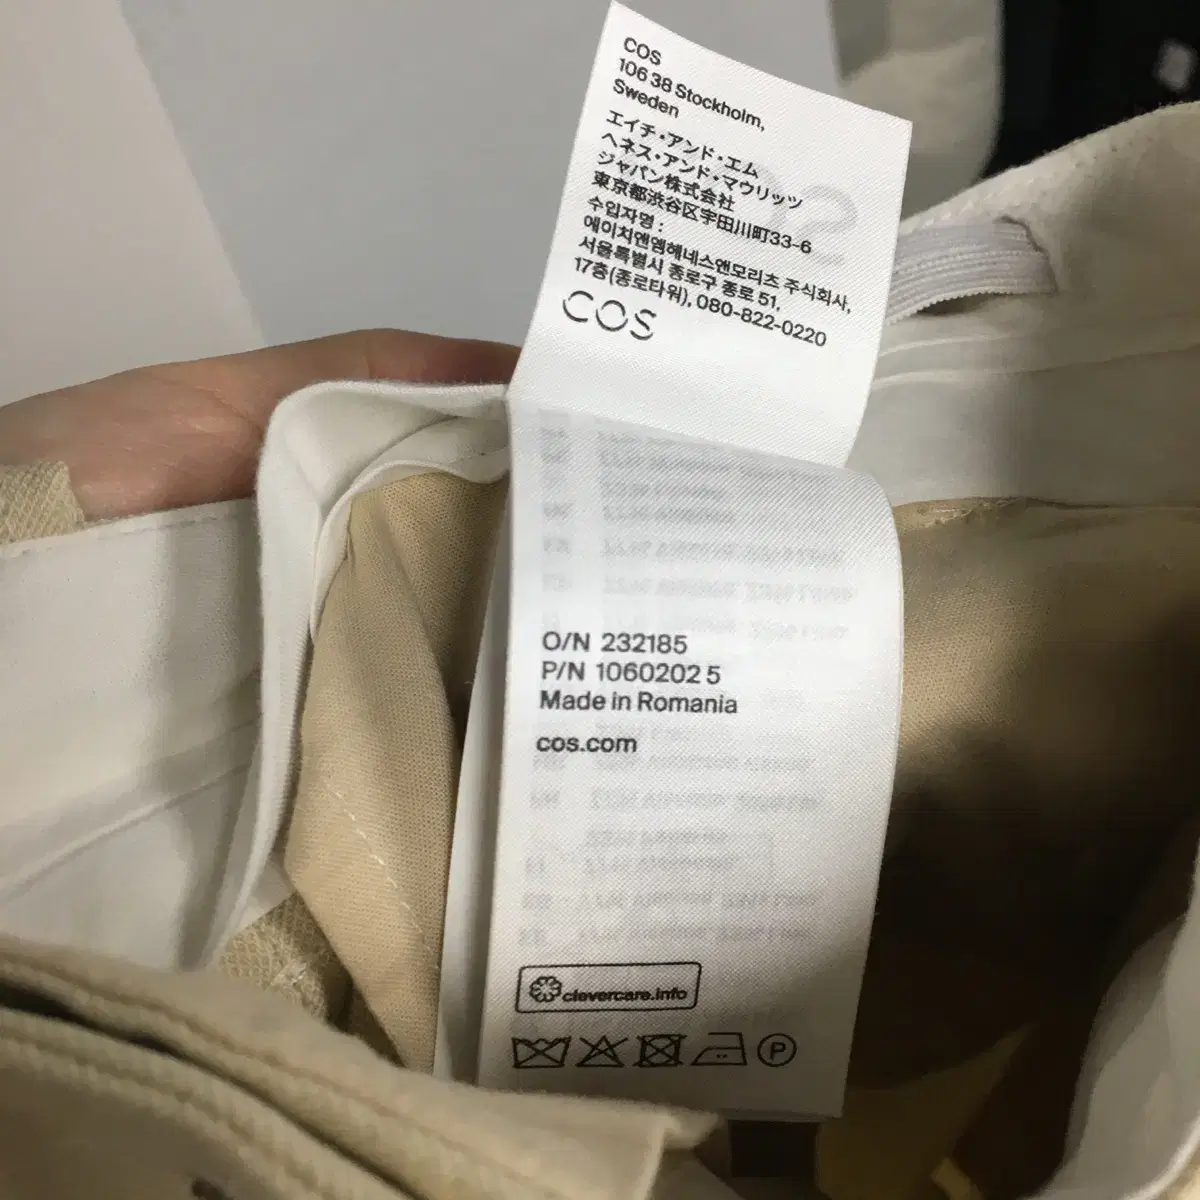 COS
106 38 Stockholm,
Sweden
エイチ・アンド・エム
ヘネス・アンド・マウリッツ
ジャパン株式会社
東京都渋谷区宇田川町33-6
수입자명 :
에이치앤엠헤네스앤모리츠 주식회사,
서울특별시 종로구 종로 51,
17층(종로타워), 080-822-0220
COS
O/N 232185
P/N 1060202 5
Made in Romania
cos.com
clevercare.info
P